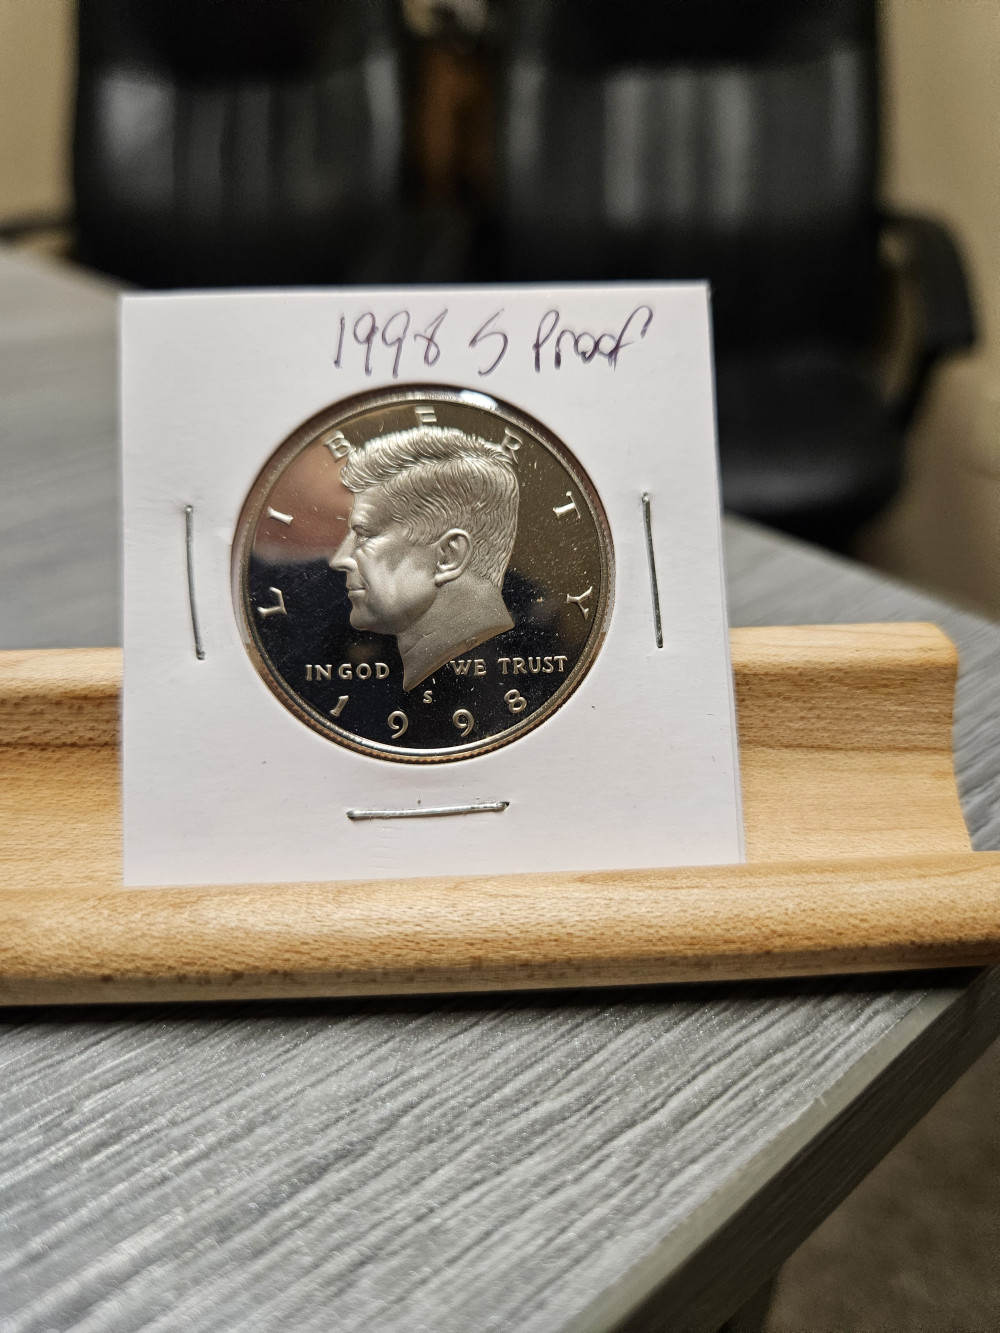 1998 S Proof
LIBERTY
IN GOD WE TRUST
S
1998